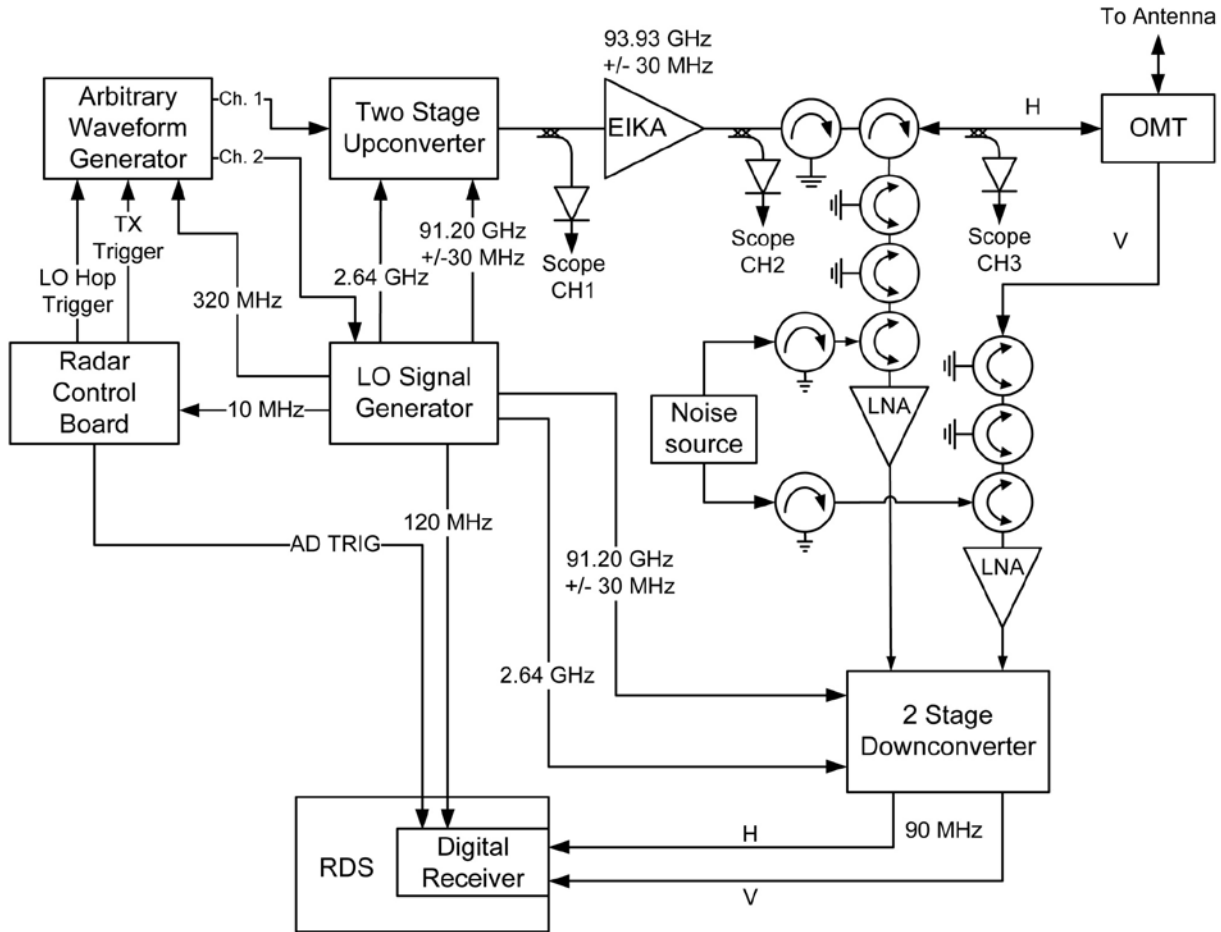 To Antenna
93.93 GHz
+/- 30 MHz
Arbitrary
Waveform
Generator
Ch. 1
Ch. 2
Two Stage
Upconverter
EIKA
H
OMT
TX
Trigger
LO Hop
Trigger
320 MHz
2.64 GHz
91.20 GHz
+/-30 MHz
Scope
CH1
Scope
CH2
Scope
CH3
V
Radar
Control
Board
10 MHz
LO Signal
Generator
Noise
source
LNA
LNA
120 MHz
AD TRIG
91.20 GHz
+/- 30 MHz
2.64 GHz
2 Stage
Downconverter
RDS
Digital
Receiver
H
90 MHz
V